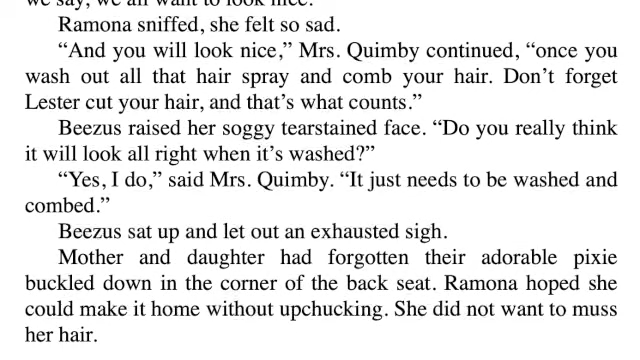 we say, we all want to look nice.
Ramona sniffed, she felt so sad.
“And you will look nice,” Mrs. Quimby continued, “once you
wash out all that hair spray and comb your hair. Don’t forget
Lester cut your hair, and that’s what counts.”
Beezus raised her soggy tearstained face. “Do you really think
it will look all right when it’s washed?”
“Yes, I do,” said Mrs. Quimby. “It just needs to be washed and
combed.”
Beezus sat up and let out an exhausted sigh.
Mother and daughter had forgotten their adorable pixie
buckled down in the corner of the back seat. Ramona hoped she
could make it home without upchucking. She did not want to muss
her hair.